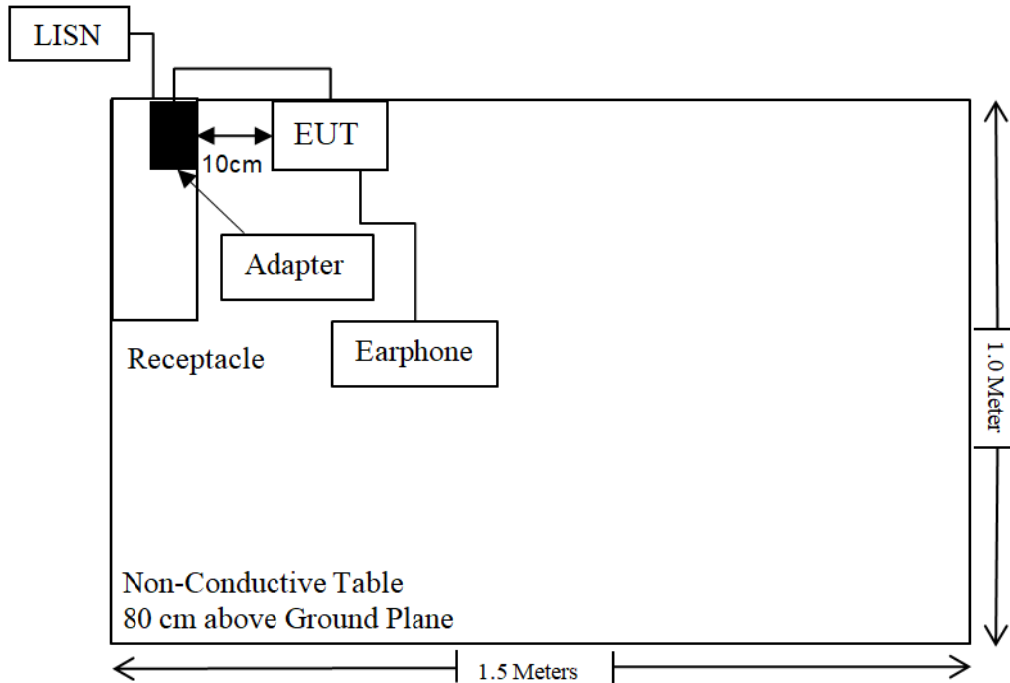 LISN
EUT
10cm
Adapter
Earphone
Receptacle
1.0 Meter
Non-Conductive Table
80 cm above Ground Plane
1.5 Meters